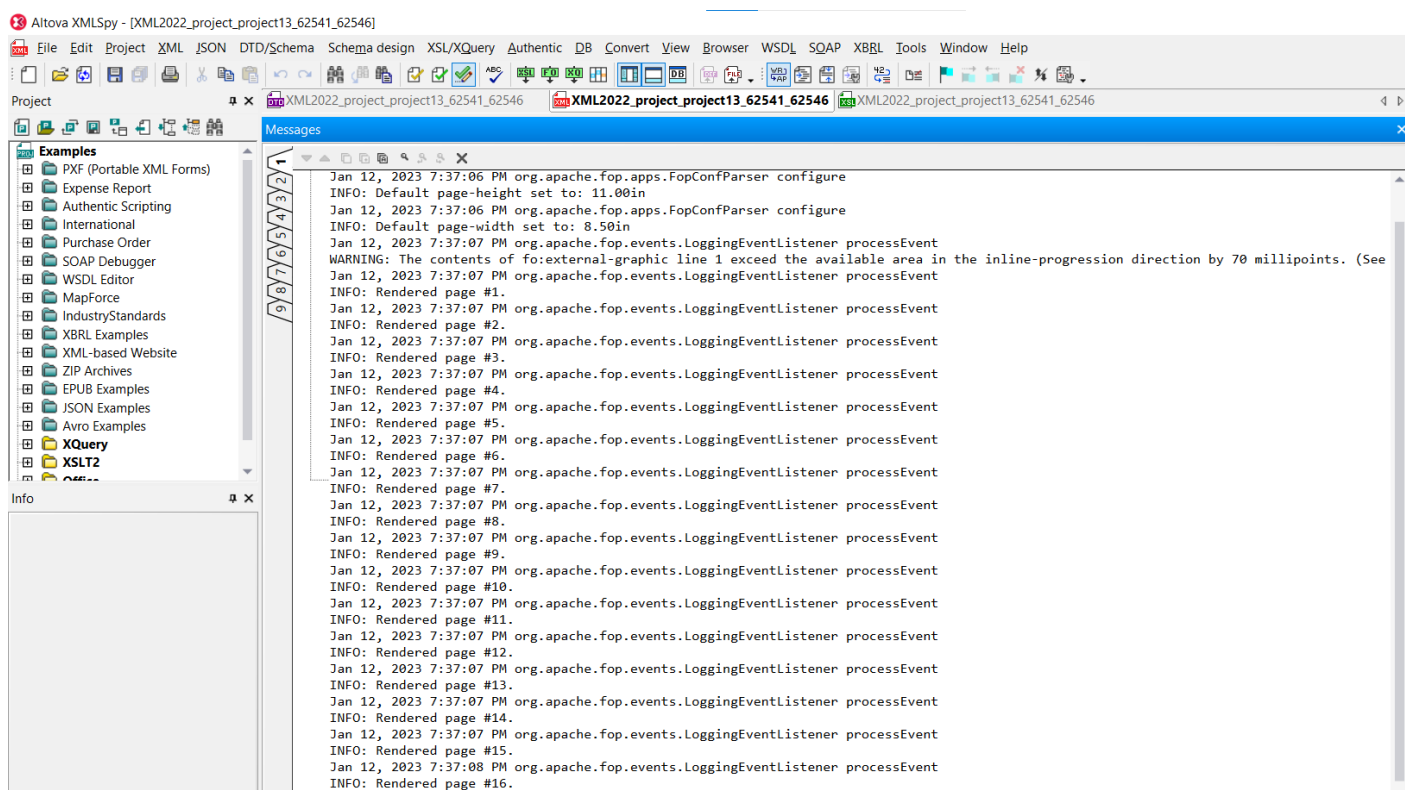 Altova XMLSpy - [XML2022_project_project13_62541_62546]
File Edit Project XML JSON DTD/Schema Schema design XSL/XQuery Authentic DB Convert View Browser WSDL SOAP XBRL Tools Window Help
Project
XML2022_project_project13_62541_62546 XML2022_project_project13_62541_62546 XML2022_project_project13_62541_62546
Messages
Examples
PXF (Portable XML Forms)
Expense Report
Authentic Scripting
International
Purchase Order
SOAP Debugger
WSDL Editor
MapForce
IndustryStandards
XBRL Examples
XML-based Website
ZIP Archives
EPUB Examples
JSON Examples
Avro Examples
XQuery
XSLT2
Office
Info
1
2
3
4
5
6
7
8
9
Jan 12, 2023 7:37:06 PM org.apache.fop.apps.FopConfParser configure
INFO: Default page-height set to: 11.00in
Jan 12, 2023 7:37:06 PM org.apache.fop.apps.FopConfParser configure
INFO: Default page-width set to: 8.50in
Jan 12, 2023 7:37:07 PM org.apache.fop.events.LoggingEventListener processEvent
WARNING: The contents of fo:external-graphic line 1 exceed the available area in the inline-progression direction by 70 millipoints. (See
Jan 12, 2023 7:37:07 PM org.apache.fop.events.LoggingEventListener processEvent
INFO: Rendered page #1.
Jan 12, 2023 7:37:07 PM org.apache.fop.events.LoggingEventListener processEvent
INFO: Rendered page #2.
Jan 12, 2023 7:37:07 PM org.apache.fop.events.LoggingEventListener processEvent
INFO: Rendered page #3.
Jan 12, 2023 7:37:07 PM org.apache.fop.events.LoggingEventListener processEvent
INFO: Rendered page #4.
Jan 12, 2023 7:37:07 PM org.apache.fop.events.LoggingEventListener processEvent
INFO: Rendered page #5.
Jan 12, 2023 7:37:07 PM org.apache.fop.events.LoggingEventListener processEvent
INFO: Rendered page #6.
Jan 12, 2023 7:37:07 PM org.apache.fop.events.LoggingEventListener processEvent
INFO: Rendered page #7.
Jan 12, 2023 7:37:07 PM org.apache.fop.events.LoggingEventListener processEvent
INFO: Rendered page #8.
Jan 12, 2023 7:37:07 PM org.apache.fop.events.LoggingEventListener processEvent
INFO: Rendered page #9.
Jan 12, 2023 7:37:07 PM org.apache.fop.events.LoggingEventListener processEvent
INFO: Rendered page #10.
Jan 12, 2023 7:37:07 PM org.apache.fop.events.LoggingEventListener processEvent
INFO: Rendered page #11.
Jan 12, 2023 7:37:07 PM org.apache.fop.events.LoggingEventListener processEvent
INFO: Rendered page #12.
Jan 12, 2023 7:37:07 PM org.apache.fop.events.LoggingEventListener processEvent
INFO: Rendered page #13.
Jan 12, 2023 7:37:07 PM org.apache.fop.events.LoggingEventListener processEvent
INFO: Rendered page #14.
Jan 12, 2023 7:37:07 PM org.apache.fop.events.LoggingEventListener processEvent
INFO: Rendered page #15.
Jan 12, 2023 7:37:08 PM org.apache.fop.events.LoggingEventListener processEvent
INFO: Rendered page #16.